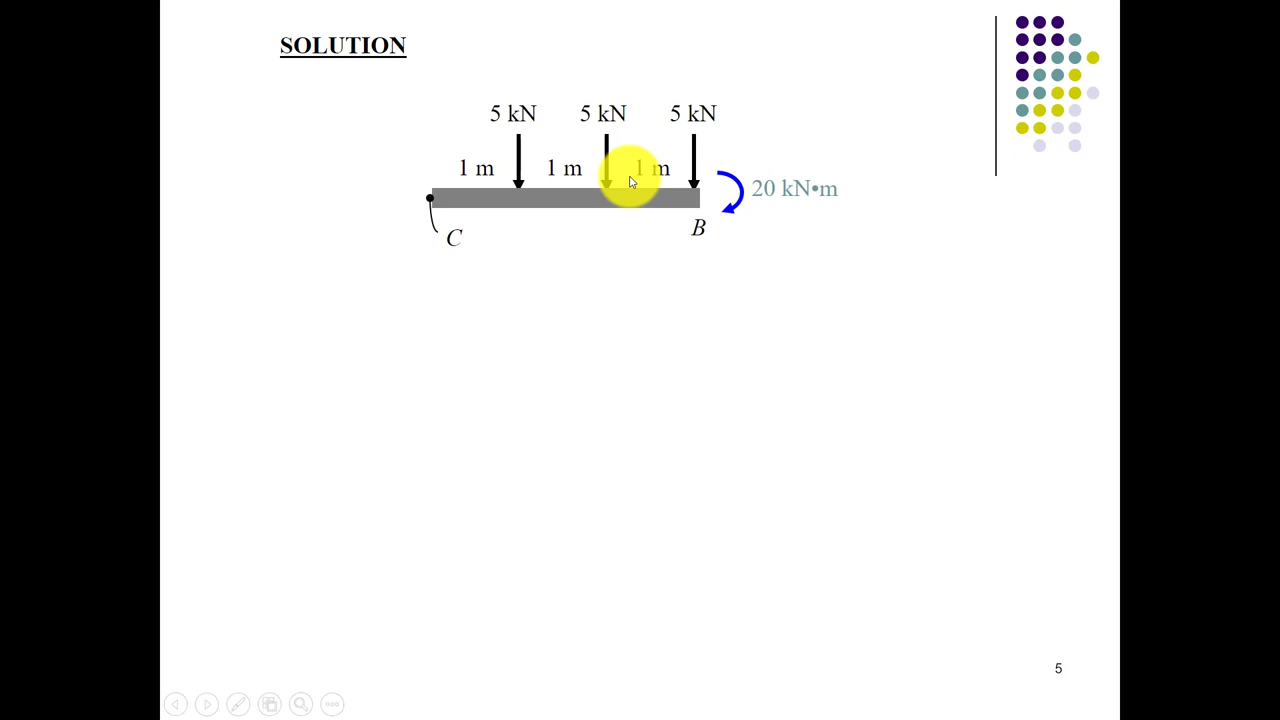 SOLUTION
5 kN 5 kN 5 kN
1 m 1 m 1 m
20 kN•m
B
C
5